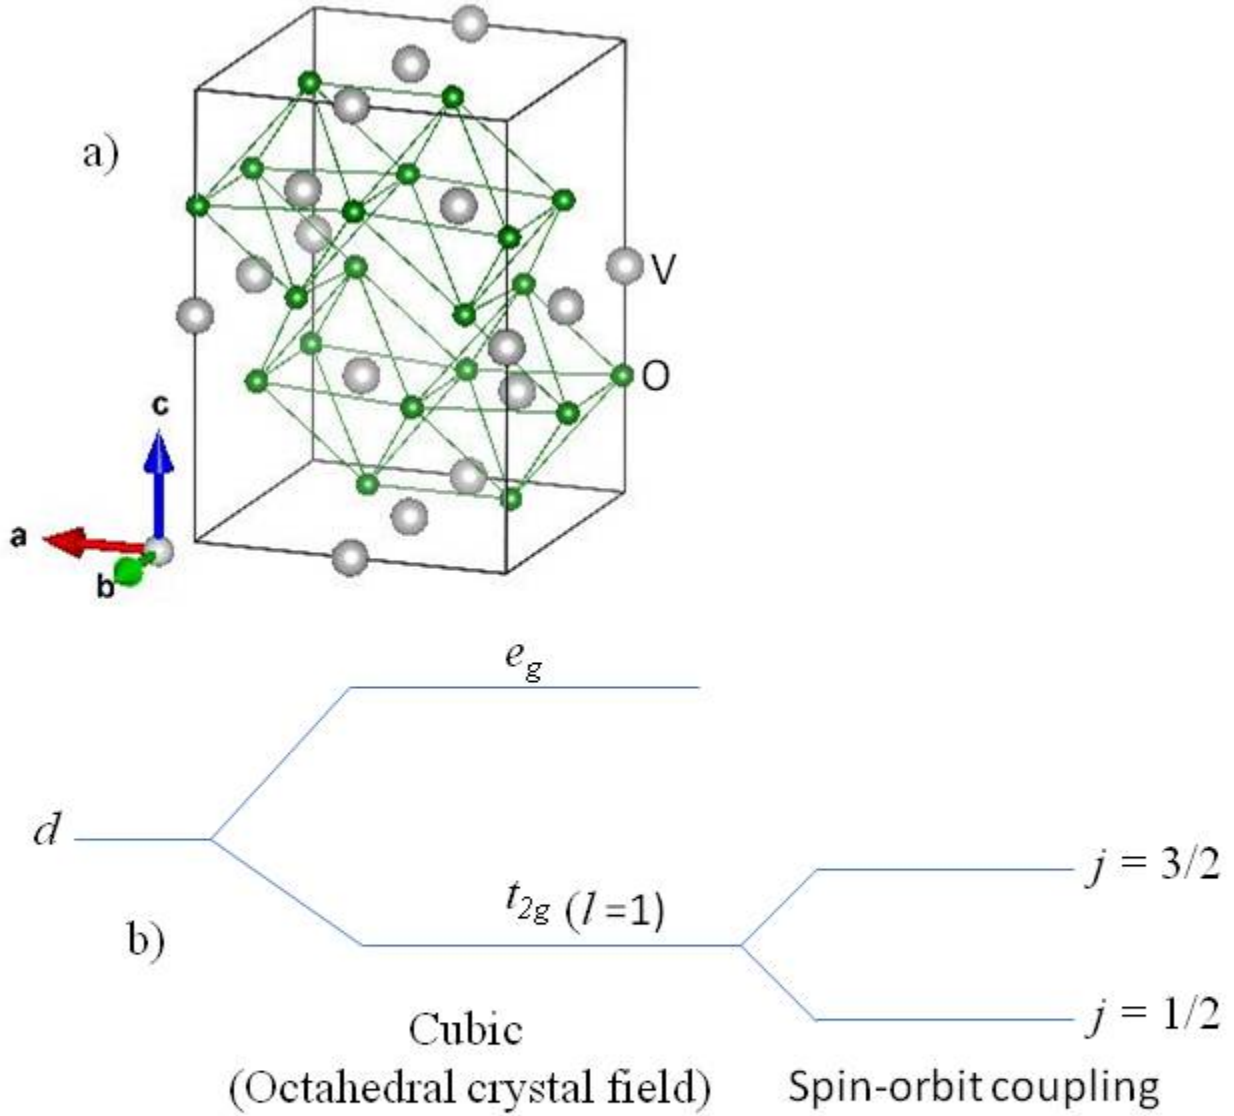 a)
V
O
c
a
b
e_g
d
t_2g (l =1)
j = 3/2
b)
j = 1/2
Cubic
(Octahedral crystal field)
Spin-orbit coupling